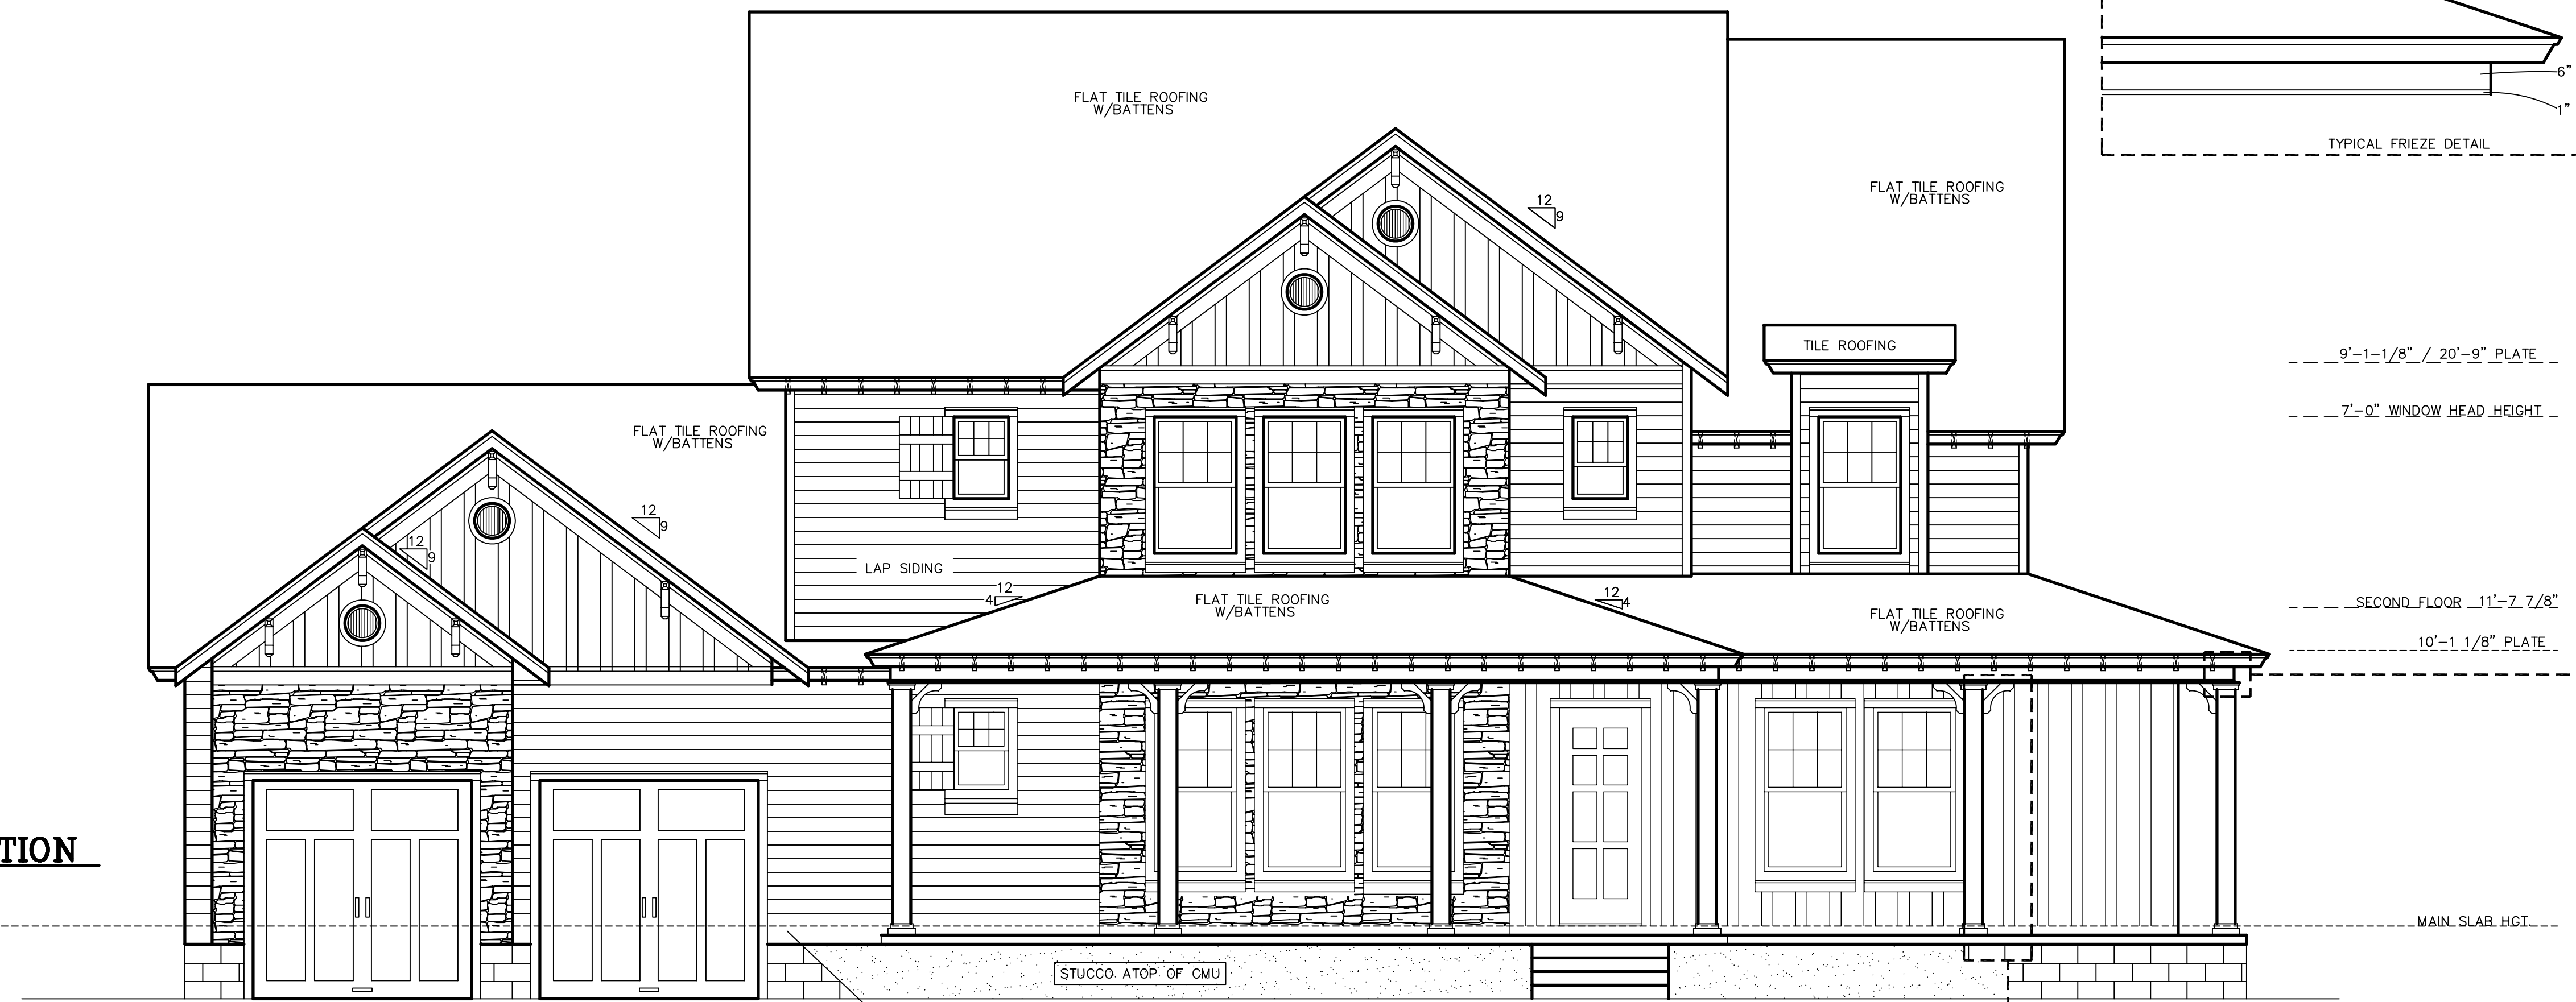 6"
1"
TYPICAL FRIEZE DETAIL
FLAT TILE ROOFING
W/BATTENS
FLAT TILE ROOFING
W/BATTENS
12
9
TILE ROOFING
9'-1-1/8" / 20'-9" PLATE
7'-0" WINDOW HEAD HEIGHT
FLAT TILE ROOFING
W/BATTENS
12
9
12
9
LAP SIDING
12
4
FLAT TILE ROOFING
W/BATTENS
12
4
FLAT TILE ROOFING
W/BATTENS
SECOND FLOOR 11'-7 7/8"
10'-1 1/8" PLATE
TION
MAIN SLAB HGT.
STUCCO ATOP OF CMU